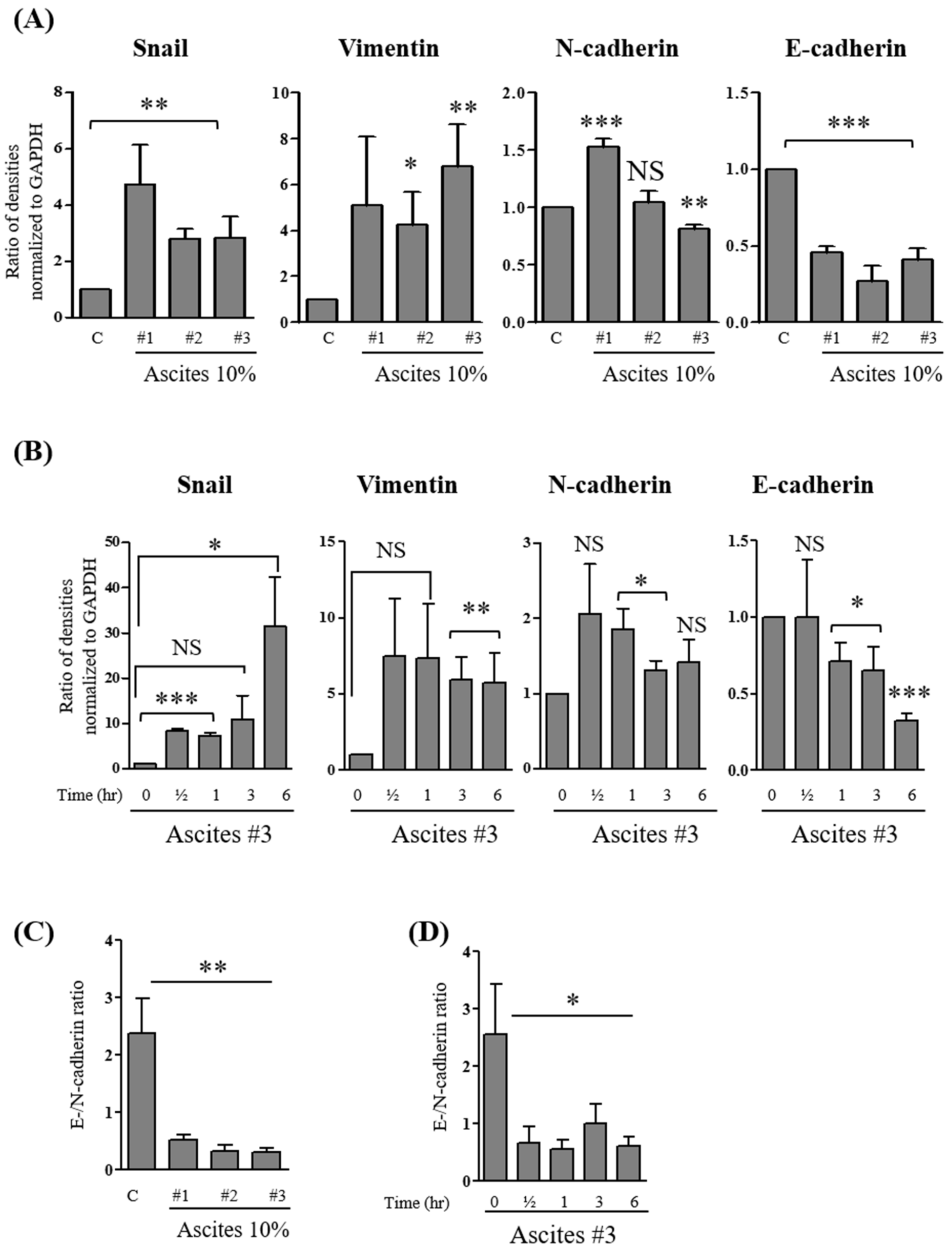 (A)
Snail Vimentin N-cadherin E-cadherin
Ratio of densities
normalized to GAPDH
8
6
4
2
0
**
C #1 #2 #3
Ascites 10%
10
8
6
4
2
0
* **
C #1 #2 #3
Ascites 10%
2.0
1.5
1.0
0.5
0.0
*** NS **
C #1 #2 #3
Ascites 10%
1.5
1.0
0.5
0.0
***
C #1 #2 #3
Ascites 10%
(B)
Snail Vimentin N-cadherin E-cadherin
Ratio of densities
normalized to GAPDH
50
40
30
20
10
0
*
NS
***
Time (hr) 0 ½ 1 3 6
Ascites #3
15
10
5
0
NS
**
0 ½ 1 3 6
Ascites #3
3
2
1
0
NS * NS
0 ½ 1 3 6
Ascites #3
1.5
1.0
0.5
0.0
NS * ***
0 ½ 1 3 6
Ascites #3
(C)
E-/N-cadherin ratio
4
3
2
1
0
**
C #1 #2 #3
Ascites 10%
(D)
E-/N-cadherin ratio
4
3
2
1
0
*
Time (hr) 0 ½ 1 3 6
Ascites #3